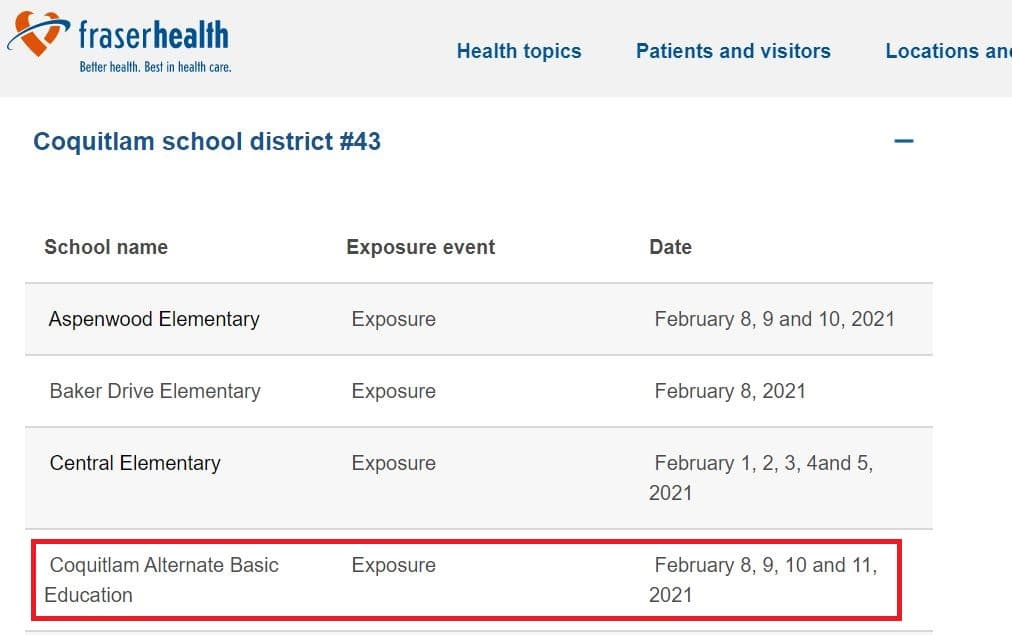 fraserhealth
Better health. Best in health care.
Health topics Patients and visitors Locations an
Coquitlam school district #43
School name Exposure event Date
Aspenwood Elementary Exposure February 8, 9 and 10, 2021
Baker Drive Elementary Exposure February 8, 2021
Central Elementary Exposure February 1, 2, 3, 4and 5,
2021
Coquitlam Alternate Basic Exposure February 8, 9, 10 and 11,
Education 2021